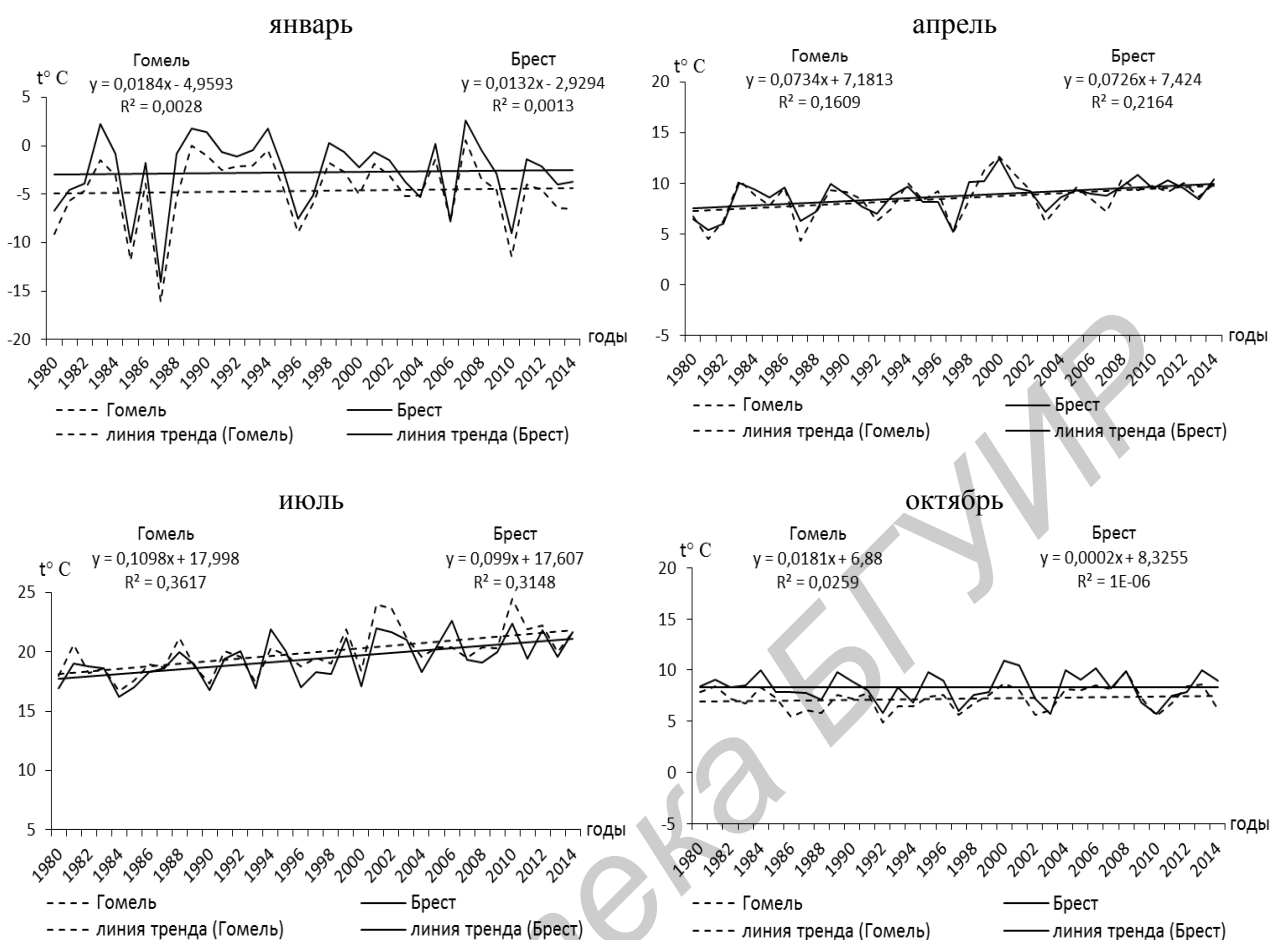 январь
Гомель
y = 0,0184x - 4,9593
R² = 0,0028
Брест
y = 0,0132x - 2,9294
R² = 0,0013
t° C
5
0
-5
-10
-15
-20
1980 1982 1984 1986 1988 1990 1992 1994 1996 1998 2000 2002 2004 2006 2008 2010 2012 2014
годы
Гомель
Брест
линия тренда (Гомель)
линия тренда (Брест)
апрель
Гомель
y = 0,0734x + 7,1813
R² = 0,1609
Брест
y = 0,0726x + 7,424
R² = 0,2164
t° C
20
15
10
5
0
-5
1980 1982 1984 1986 1988 1990 1992 1994 1996 1998 2000 2002 2004 2006 2008 2010 2012 2014
годы
Гомель
Брест
линия тренда (Гомель)
линия тренда (Брест)
июль
Гомель
y = 0,1098x + 17,998
R² = 0,3617
Брест
y = 0,099x + 17,607
R² = 0,3148
t° C
25
20
15
10
5
1980 1982 1984 1986 1988 1990 1992 1994 1996 1998 2000 2002 2004 2006 2008 2010 2012 2014
годы
Гомель
Брест
линия тренда (Гомель)
линия тренда (Брест)
октябрь
Гомель
y = 0,0181x + 6,88
R² = 0,0259
Брест
y = 0,0002x + 8,3255
R² = 1E-06
t° C
20
15
10
5
0
-5
1980 1982 1984 1986 1988 1990 1992 1994 1996 1998 2000 2002 2004 2006 2008 2010 2012 2014
годы
Гомель
Брест
линия тренда (Гомель)
линия тренда (Брест)
БГУИР